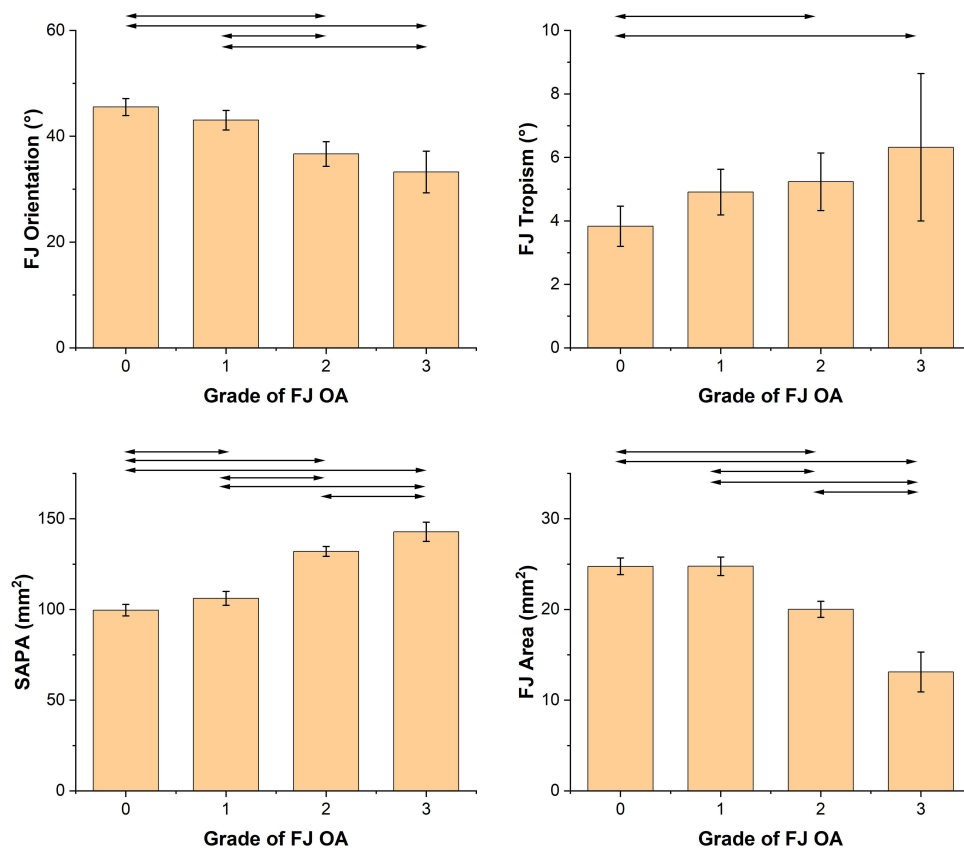 FJ Orientation (°)
60
40
20
0
0 1 2 3
Grade of FJ OA
FJ Tropism (°)
10
8
6
4
2
0
0 1 2 3
Grade of FJ OA
SAPA (mm²)
150
100
50
0
0 1 2 3
Grade of FJ OA
FJ Area (mm²)
30
20
10
0
0 1 2 3
Grade of FJ OA